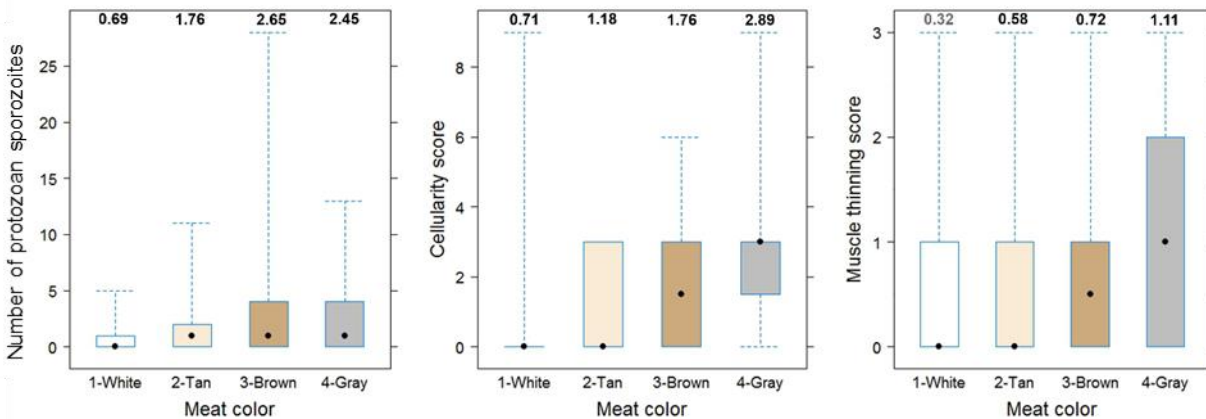 0.69 1.76 2.65 2.45
Number of protozoan sporozoites
25
20
15
10
5
0
1-White 2-Tan 3-Brown 4-Gray
Meat color
0.71 1.18 1.76 2.89
Cellularity score
8
6
4
2
0
1-White 2-Tan 3-Brown 4-Gray
Meat color
0.32 0.58 0.72 1.11
Muscle thinning score
3
2
1
0
1-White 2-Tan 3-Brown 4-Gray
Meat color